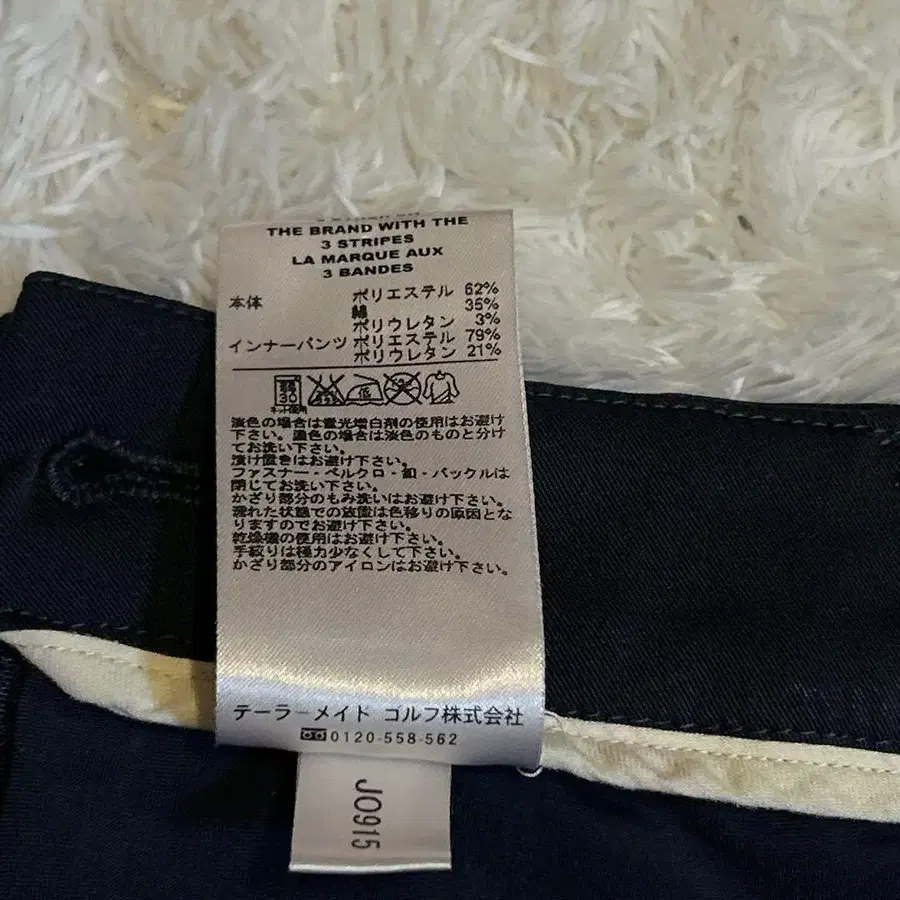 THE BRAND WITH THE
3 STRIPES
LA MARQUE AUX
3 BANDES
本体 ポリエステル 62%
綿 35%
ポリウレタン 3%
インナーパンツ ポリエステル 79%
ポリウレタン 21%
30
低
ネット使用
淡色の場合は蛍光増白剤の使用はお避け
下さい。濃色の場合は淡色のものと分け
てお洗い下さい。
漬け置きはお避け下さい。
ファスナー・ベルクロ・釦・バックルは
閉じてお洗い下さい。
かざり部分のもみ洗いはお避け下さい。
濡れた状態での放置は色移りの原因とな
りますのでお避け下さい。
乾燥機の使用はお避け下さい。
手絞りは極力少なくして下さい。
かざり部分のアイロンはお避け下さい。
テーラーメイド ゴルフ株式会社
0120-558-562
JO915